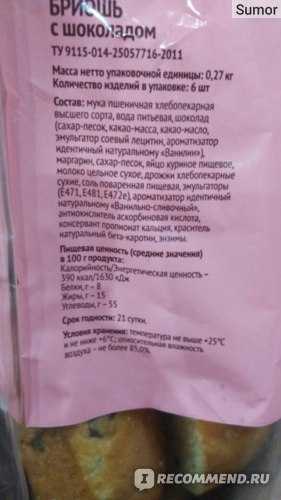 Sumor
БРИОШЬ
С ШОКОЛАДОМ
ТУ 9115-014-25057716-2011
Масса нетто упаковочной единицы: 0,27 кг
Количество изделий в упаковке: 6 шт
Состав: мука пшеничная хлебопекарная
высшего сорта, вода питьевая, шоколад
(сахар-песок, какао-масса, какао-масло,
эмульгатор соевый лецитин, ароматизатор
идентичный натуральному «Ванилин»),
маргарин, сахар-песок, яйцо куриное пищевое,
молоко цельное сухое, дрожжи хлебопекарные
сухие, соль поваренная пищевая, эмульгаторы
(Е471, Е481, Е472е), ароматизатор идентичный
натуральному «Ванильно-сливочный»,
антиокислитель аскорбиновая кислота,
консервант пропионат кальция, краситель
натуральный бета-каротин, энзимы.
Пищевая ценность (средние значения)
в 100 г продукта:
Калорийность/Энергетическая ценность –
390 ккал/1630 кДж
Белки, г – 8
Жиры, г – 15
Углеводы, г – 55
Срок годности: 21 сутки.
Условия хранения: температура не выше +25°С
и не ниже +6°С; относительная влажность
воздуха – не более 85,0%.
IRECOMMEND.RU